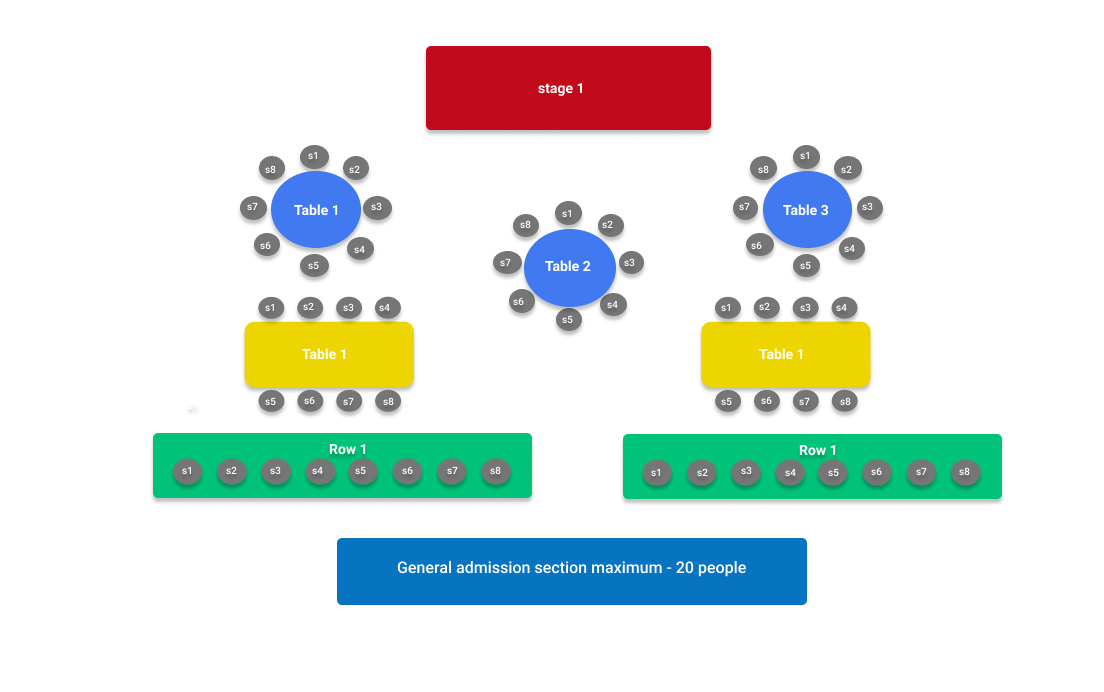 stage 1
s1
s8
s2
s7
Table 1
s3
s6
s4
s5
s1
s8
s2
s7
Table 2
s3
s6
s4
s5
s1
s8
s2
s7
Table 3
s3
s6
s4
s5
s1 s2 s3 s4
Table 1
s5 s6 s7 s8
s1 s2 s3 s4
Table 1
s5 s6 s7 s8
Row 1
s1 s2 s3 s4 s5 s6 s7 s8
Row 1
s1 s2 s3 s4 s5 s6 s7 s8
General admission section maximum - 20 people